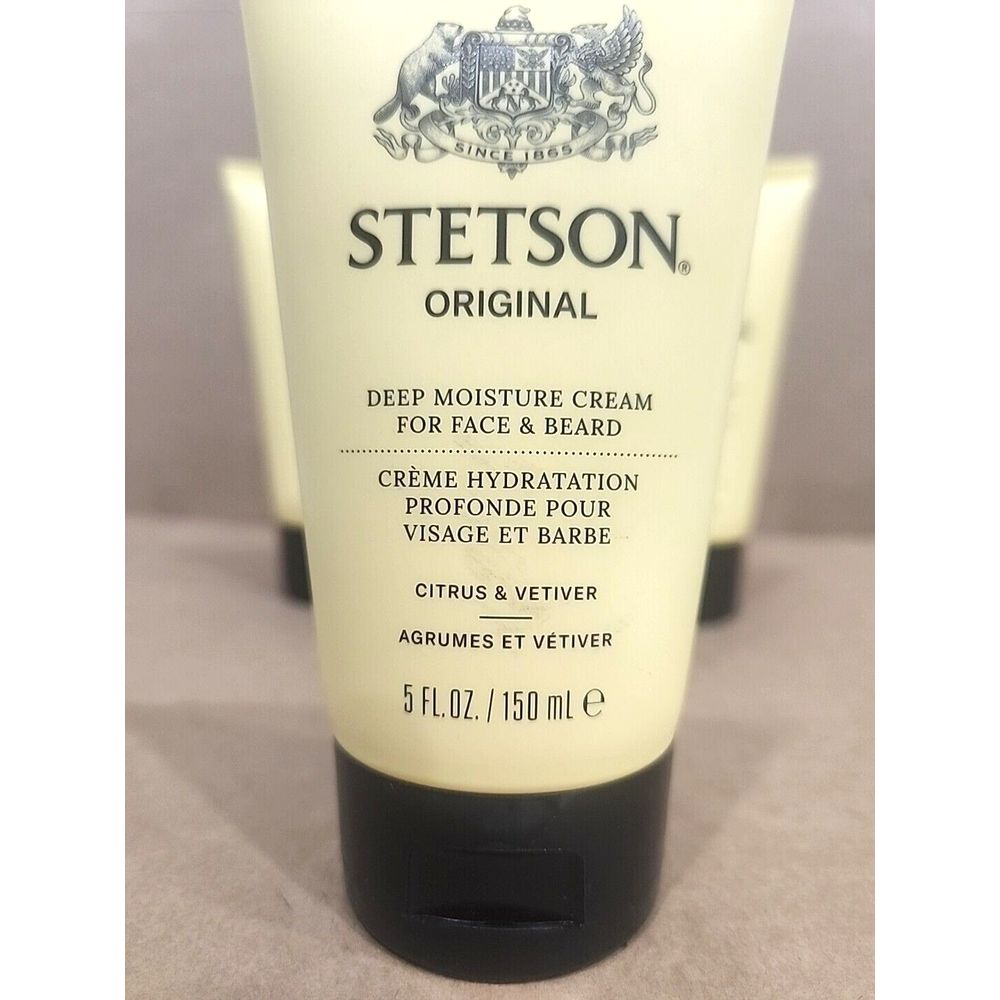 SINCE 1865
STETSON®
ORIGINAL
DEEP MOISTURE CREAM
FOR FACE & BEARD
CRÈME HYDRATATION
PROFONDE POUR
VISAGE ET BARBE
CITRUS & VETIVER
AGRUMES ET VÉTIVER
5 FL.OZ. / 150 mL ℮